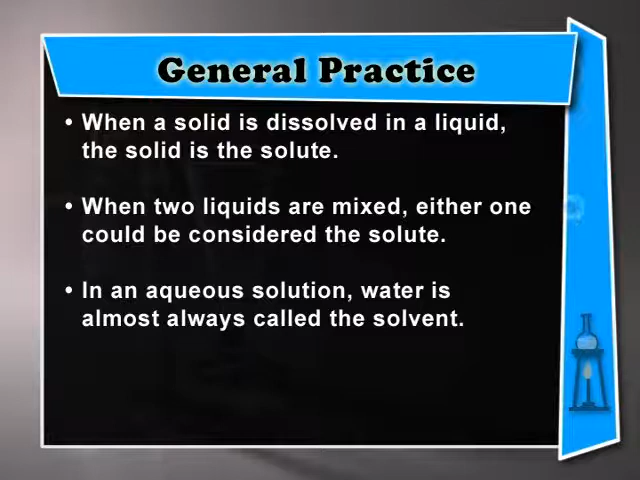 General Practice
• When a solid is dissolved in a liquid,
the solid is the solute.
• When two liquids are mixed, either one
could be considered the solute.
• In an aqueous solution, water is
almost always called the solvent.